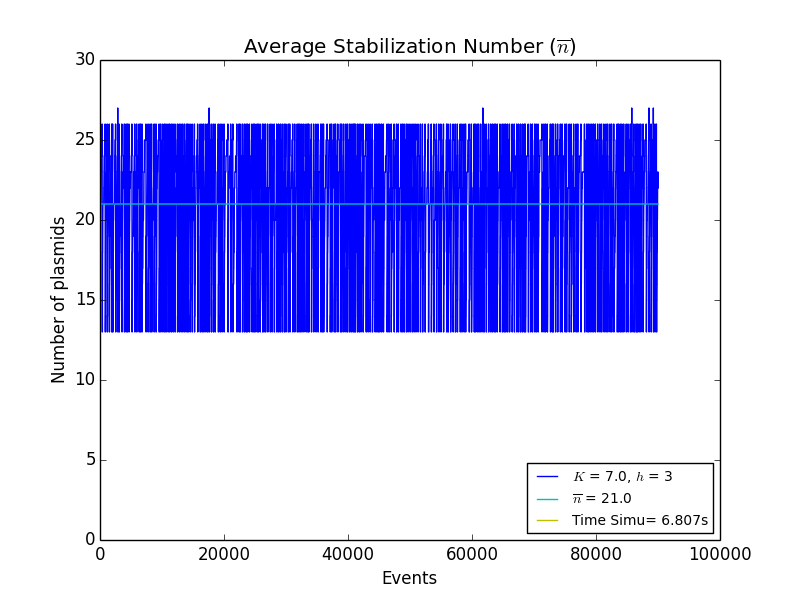 Average Stabilization Number (n̅)
30
25
20
15
10
5
0
Number of plasmids
0 20000 40000 60000 80000 100000
Events
K = 7.0, h = 3
n̅ = 21.0
Time Simu= 6.807s